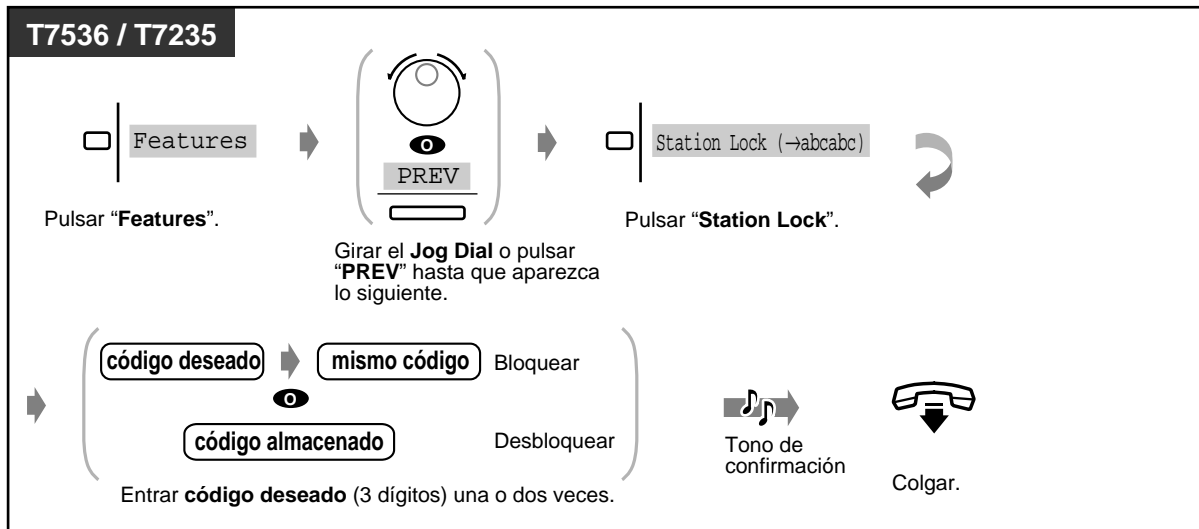 T7536 / T7235
Features
O
PREV
Station Lock (→abcabc)
Pulsar “Features”.
Girar el Jog Dial o pulsar
“PREV” hasta que aparezca
lo siguiente.
Pulsar “Station Lock”.
código deseado
mismo código
Bloquear
O
código almacenado
Desbloquear
Entrar código deseado (3 dígitos) una o dos veces.
Tono de
confirmación
Colgar.